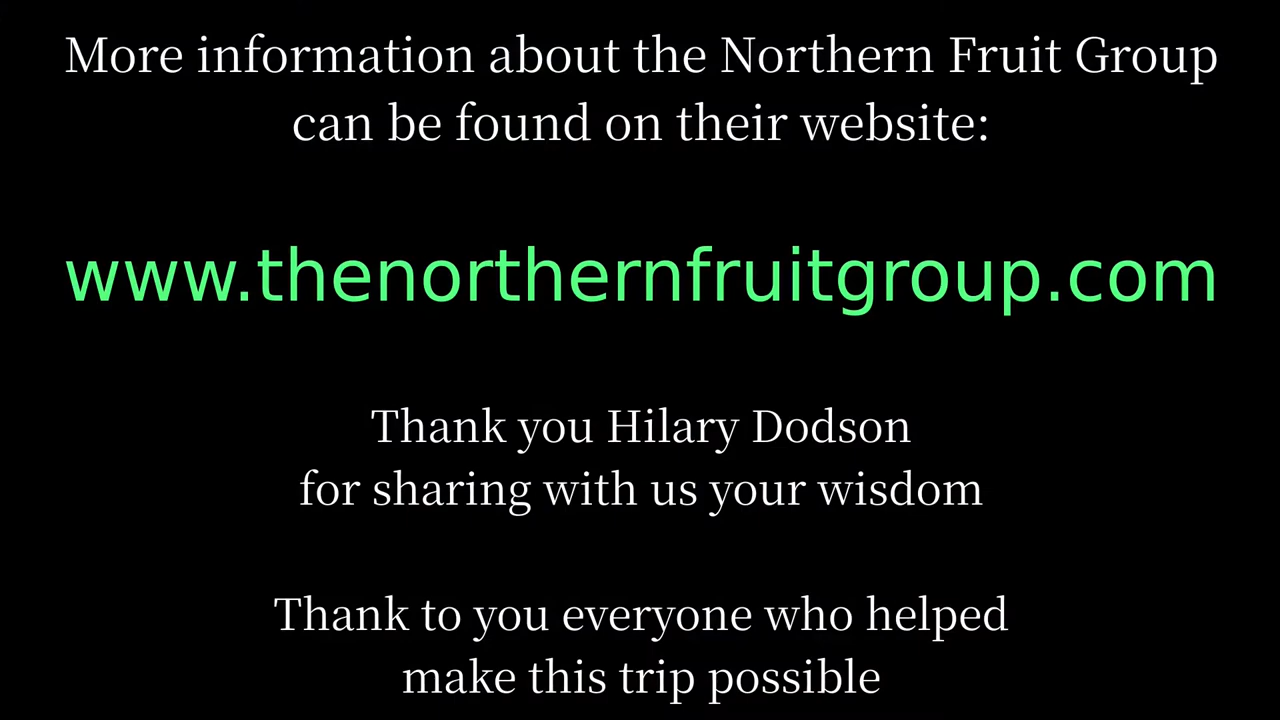 More information about the Northern Fruit Group
can be found on their website:
www.thenorthernfruitgroup.com
Thank you Hilary Dodson
for sharing with us your wisdom
Thank to you everyone who helped
make this trip possible